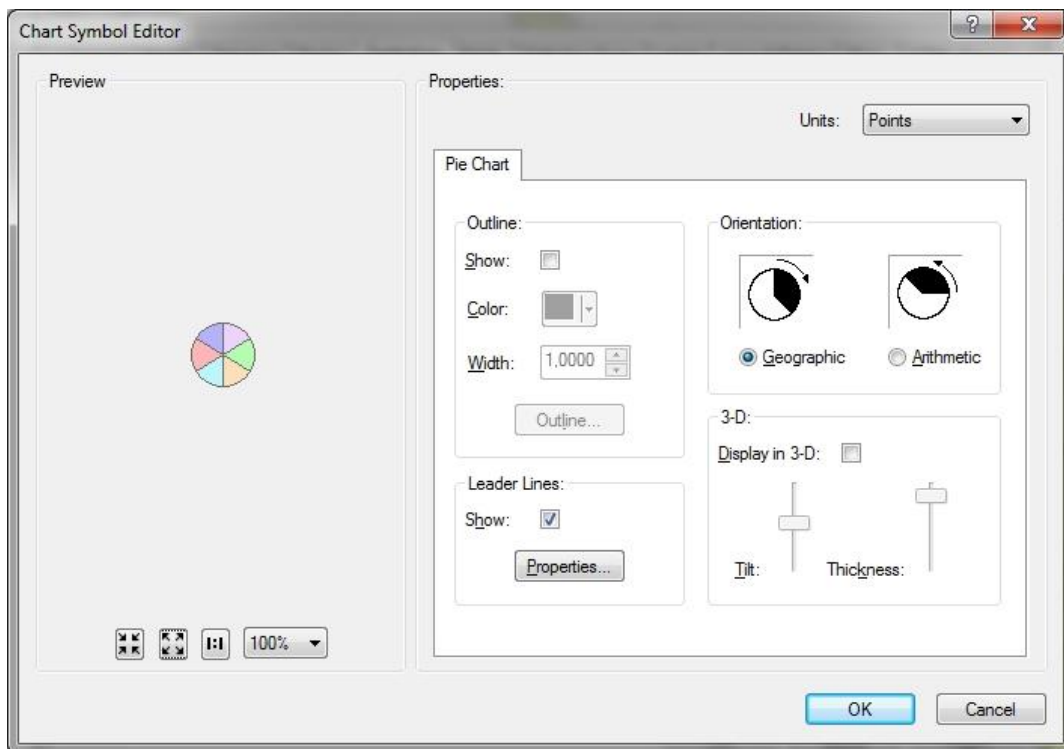 Chart Symbol Editor
?
X
Preview
Properties:
Units: Points
Pie Chart
Outline:
Show:
Color:
Width: 1,0000
Outline...
Orientation:
Geographic
Arithmetic
Leader Lines:
Show:
Properties...
3-D:
Display in 3-D:
Tilt:
Thickness:
1:1
100%
OK
Cancel